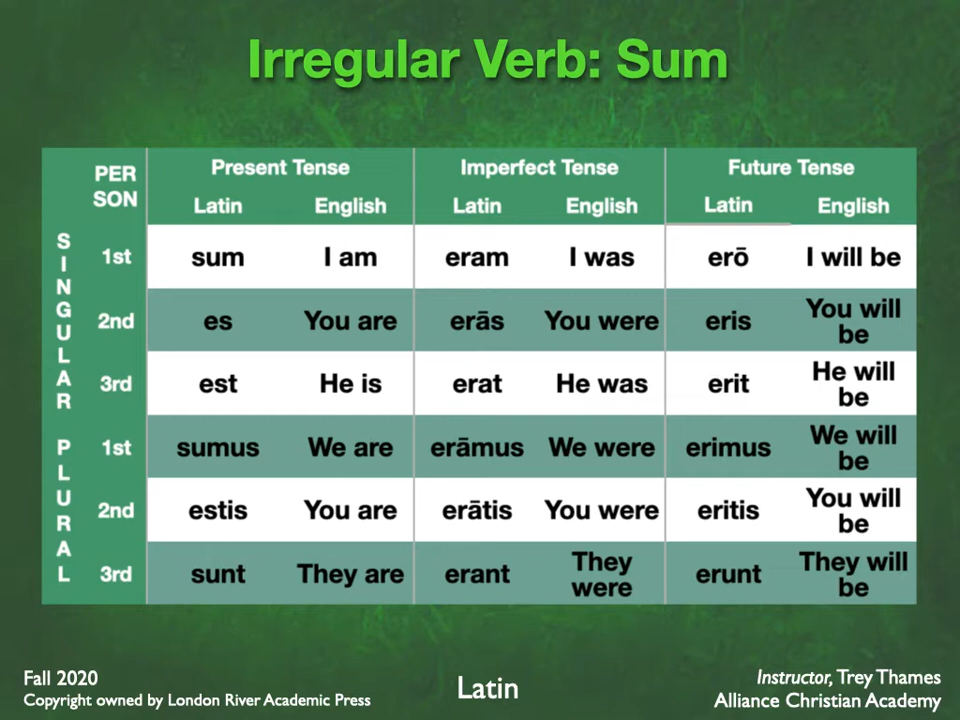 Irregular Verb: Sum
PER
SON
Present Tense
Imperfect Tense
Future Tense
Latin English Latin English Latin English
SINGULAR
1st sum I am eram I was erō I will be
2nd es You are erās You were eris You will be
3rd est He is erat He was erit He will be
PLURAL
1st sumus We are erāmus We were erimus We will be
2nd estis You are erātis You were eritis You will be
3rd sunt They are erant They were erunt They will be
Fall 2020
Copyright owned by London River Academic Press
Latin
Instructor, Trey Thames
Alliance Christian Academy